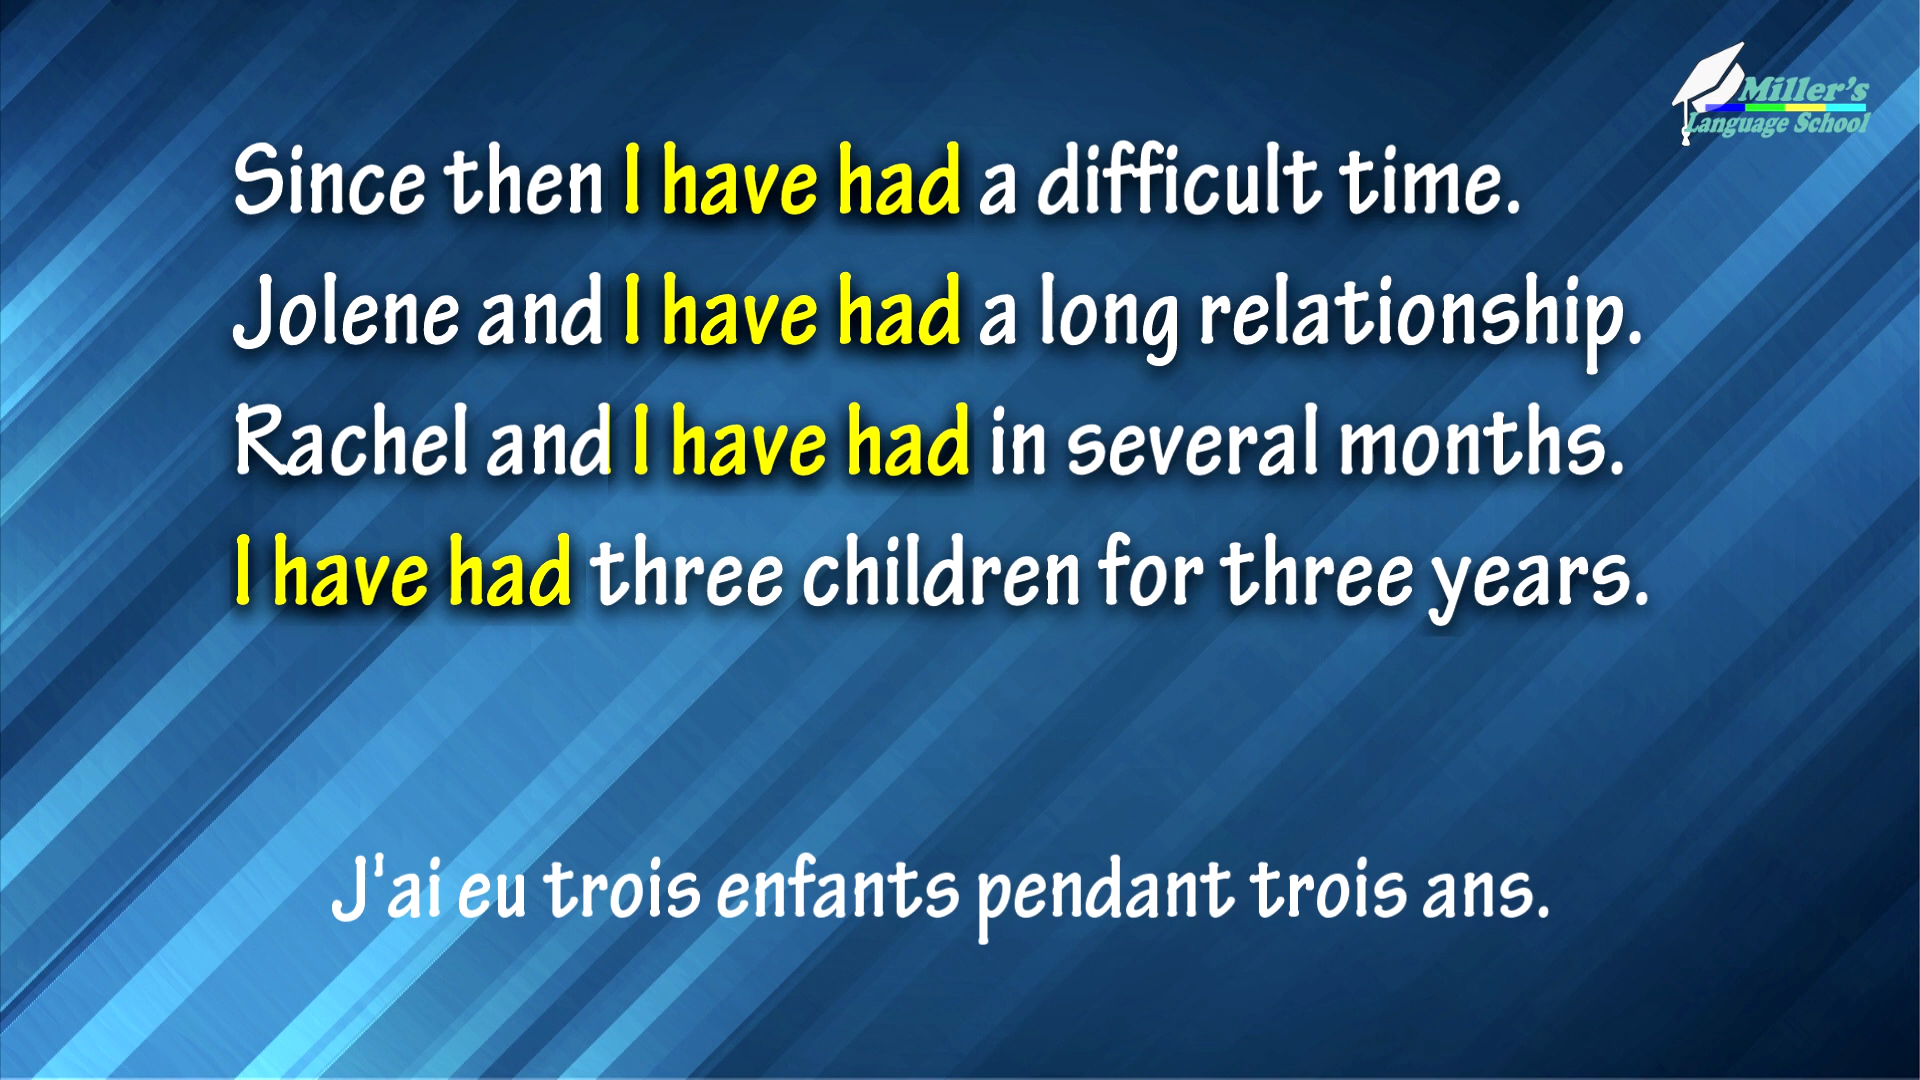 Miller's
Language School
Since then I have had a difficult time.
Jolene and I have had a long relationship.
Rachel and I have had in several months.
I have had three children for three years.
J'ai eu trois enfants pendant trois ans.